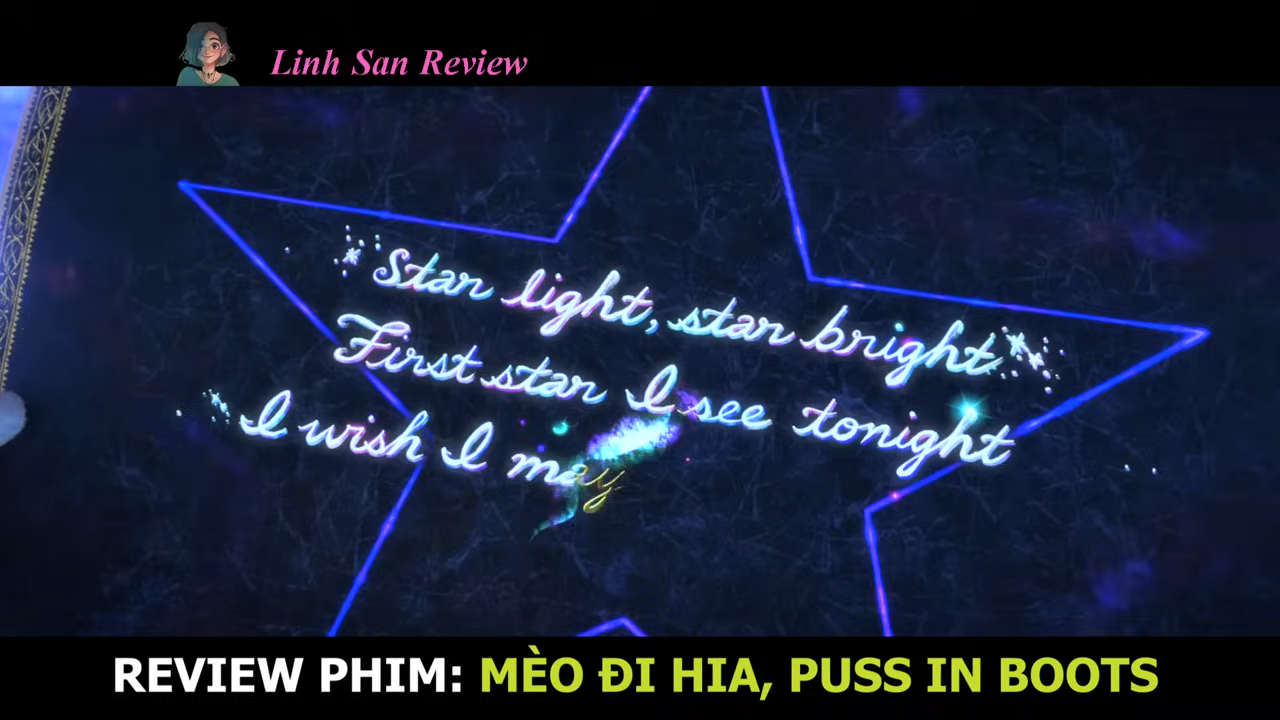 Linh San Review
Star light, star bright
First star I see tonight
I wish I may
REVIEW PHIM: MÈO ĐI HIA, PUSS IN BOOTS